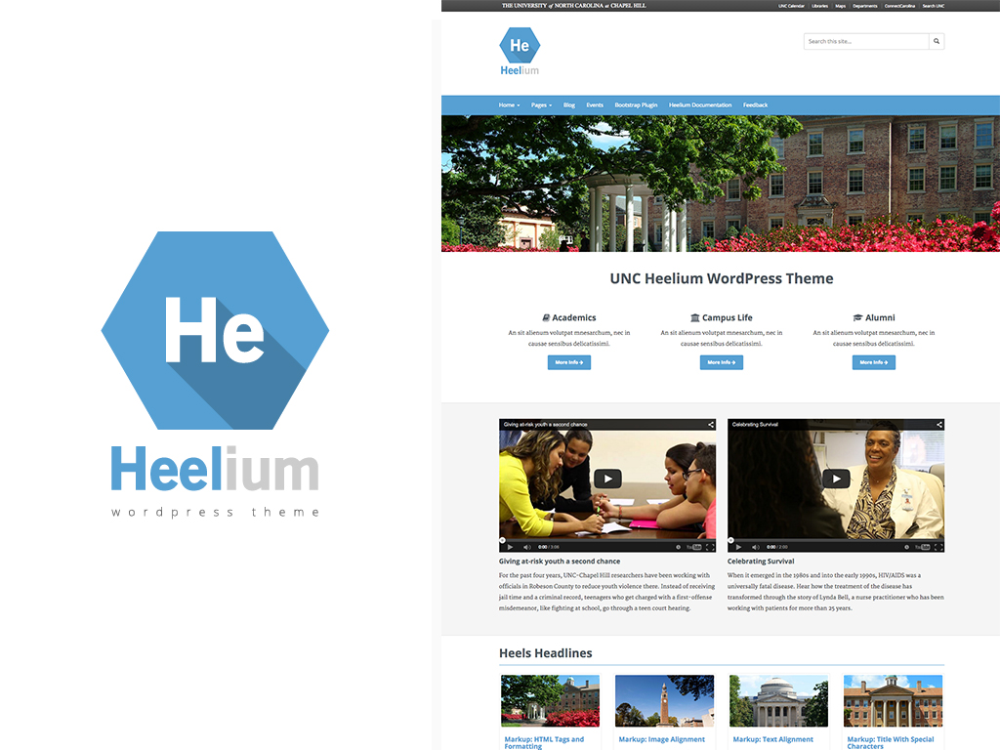 He
Heelium
wordpress theme
THE UNIVERSITY of NORTH CAROLINA at CHAPEL HILL
UNC Calendar Libraries Maps Departments ConnectCarolina Search UNC
He
Heelium
Search this site...
Home Pages Blog Events Bootstrap Plugin Heelium Documentation Feedback
UNC Heelium WordPress Theme
Academics
An sit alienum volutpat mnesarchum, nec in
causae sensibus delicatissimi.
More Info
Campus Life
An sit alienum volutpat mnesarchum, nec in
causae sensibus delicatissimi.
More Info
Alumni
An sit alienum volutpat mnesarchum, nec in
causae sensibus delicatissimi.
More Info
Giving at-risk youth a second chance
0:00 / 3:06
YouTube
Giving at-risk youth a second chance
For the past four years, UNC-Chapel Hill researchers have been working with
officials in Robeson County to reduce youth violence there. Instead of receiving
jail time and a criminal record, teenagers who get charged with a first-offense
misdemeanor, like fighting at school, go through a teen court hearing.
Celebrating Survival
YouTube
Celebrating Survival
When it emerged in the 1980s and into the early 1990s, HIV/AIDS was a
universally fatal disease. Hear how the treatment of the disease has
transformed through the story of Lynda Bell, a nurse practitioner who has been
working with patients for more than 25 years.
Heels Headlines
Markup: HTML Tags and
Formatting
Markup: Image Alignment
Markup: Text Alignment
Markup: Title With Special
Characters